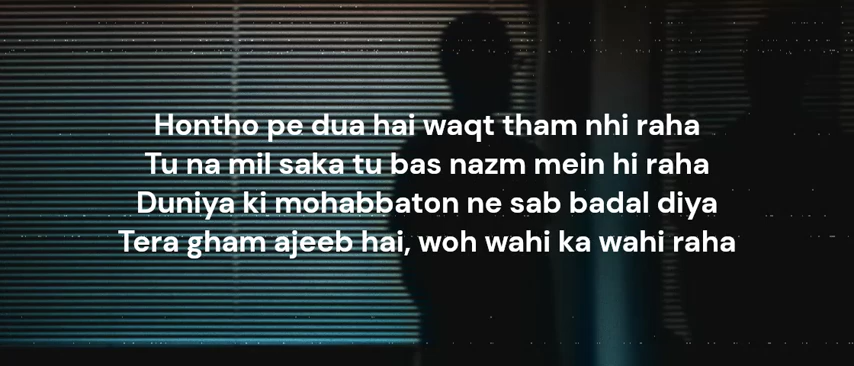 Hontho pe dua hai waqt tham nhi raha
Tu na mil saka tu bas nazm mein hi raha
Duniya ki mohabbaton ne sab badal diya
Tera gham ajeeb hai, woh wahi ka wahi raha